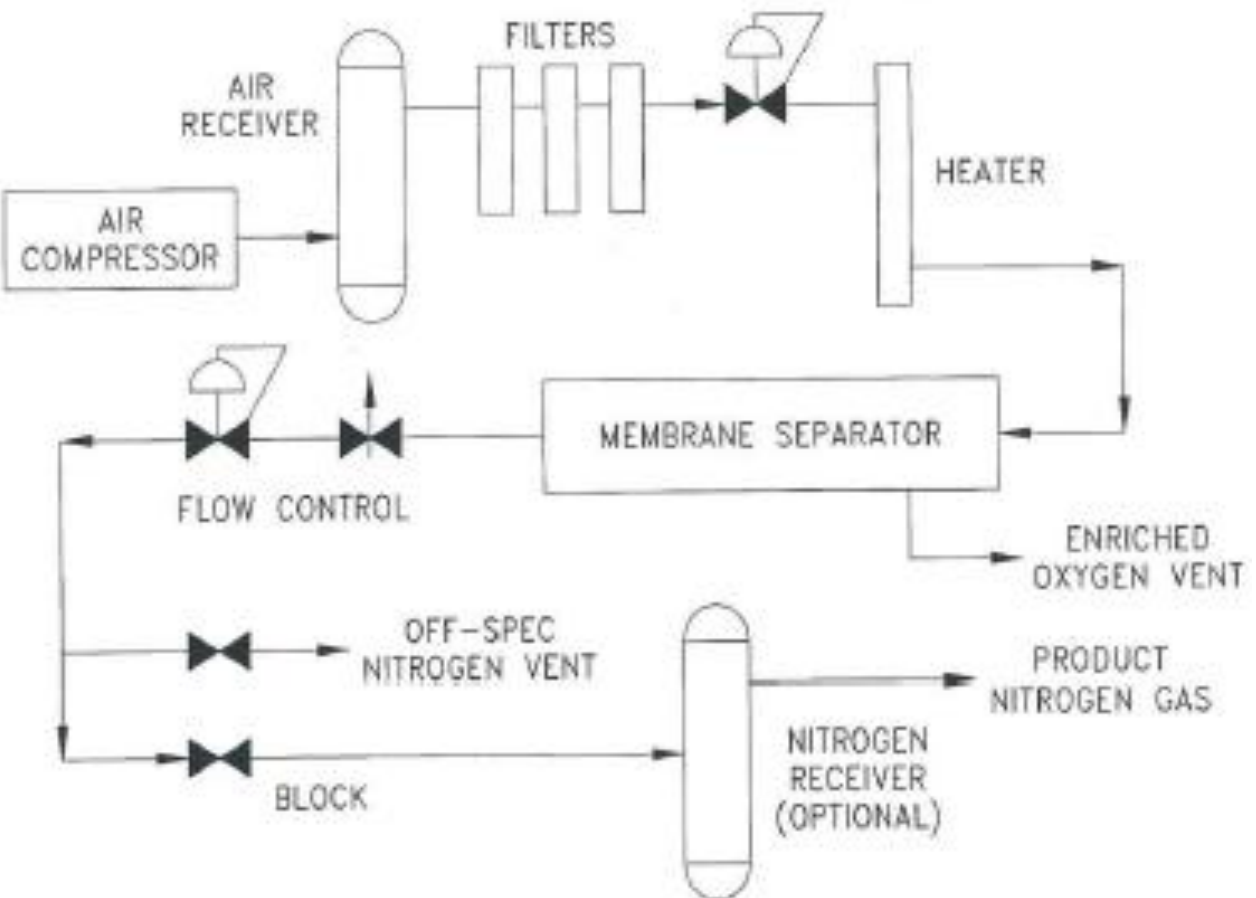 FILTERS
AIR
RECEIVER
HEATER
AIR
COMPRESSOR
MEMBRANE SEPARATOR
FLOW CONTROL
ENRICHED
OXYGEN VENT
OFF-SPEC
NITROGEN VENT
PRODUCT
NITROGEN GAS
NITROGEN
RECEIVER
(OPTIONAL)
BLOCK